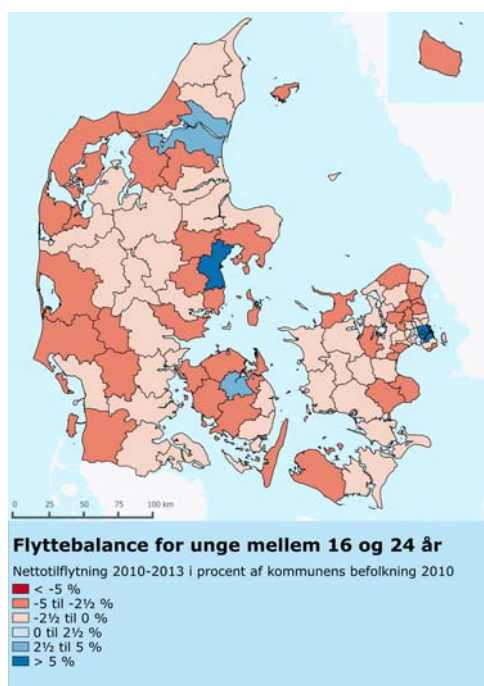 0 25 50 75 100 km
Flyttebalance for unge mellem 16 og 24 år
Nettotilflytning 2010-2013 i procent af kommunens befolkning 2010
< -5 %
-5 til -2½ %
-2½ til 0 %
0 til 2½ %
2½ til 5 %
> 5 %